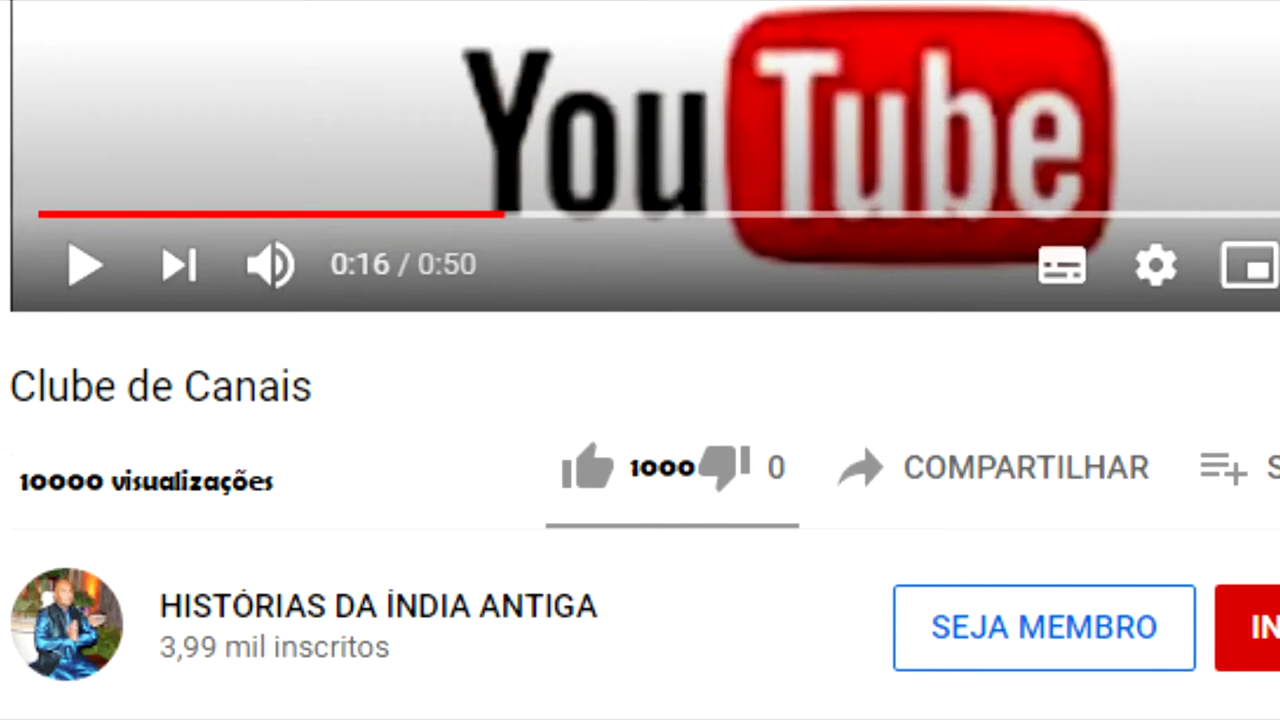 YouTube
0:16 / 0:50
Clube de Canais
10000 visualizações
1000 0 COMPARTILHAR S
HISTÓRIAS DA ÍNDIA ANTIGA
3,99 mil inscritos
SEJA MEMBRO
IN